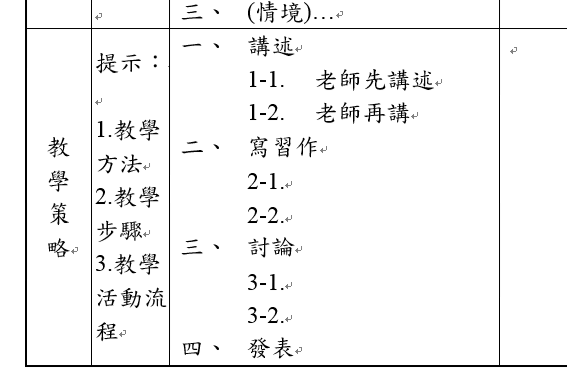 三、 (情境)…
教學策略
提示：
1.教學
方法
2.教學
步驟
3.教學
活動流
程
一、 講述
1-1. 老師先講述
1-2. 老師再講
二、 寫習作
2-1.
2-2.
三、 討論
3-1.
3-2.
四、 發表